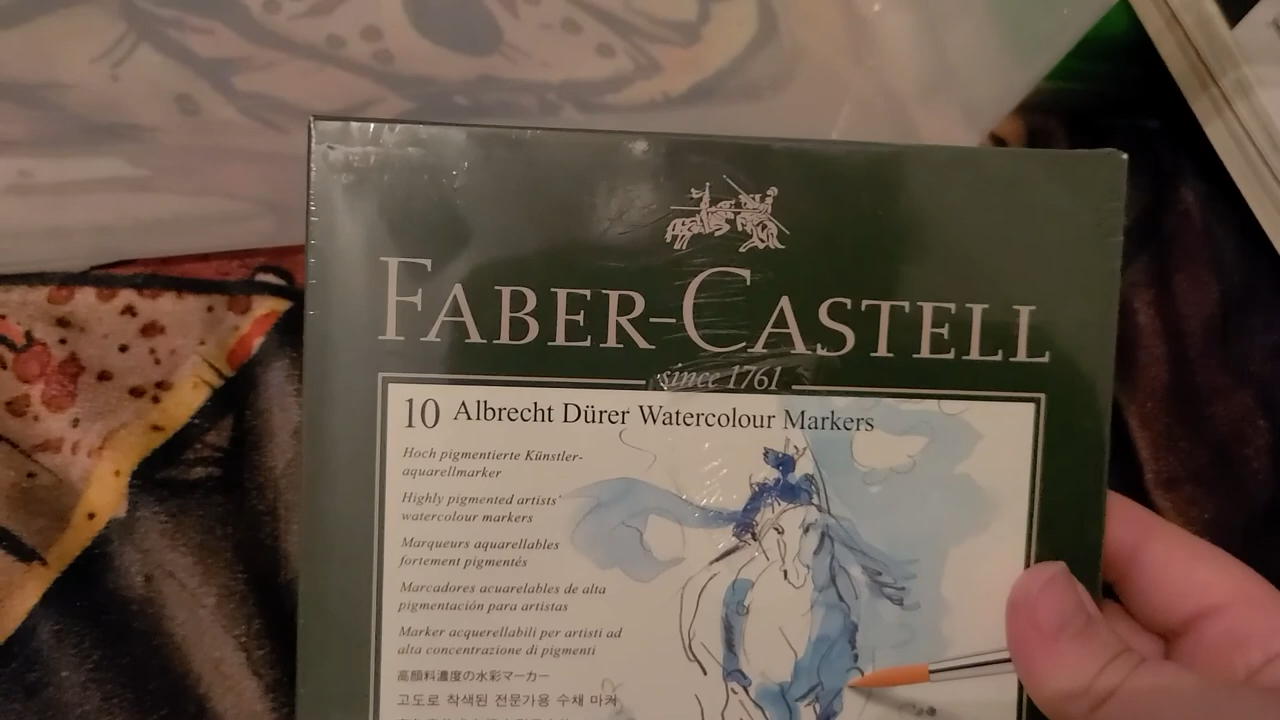 FABER-CASTELL
since 1761
10 Albrecht Dürer Watercolour Markers
Hoch pigmentierte Künstler-
aquarellmarker
Highly pigmented artists'
watercolour markers
Marqueurs aquarellables
fortement pigmentés
Marcadores acuarelables de alta
pigmentación para artistas
Marker acquerellabili per artisti ad
alta concentrazione di pigmenti
高顔料濃度の水彩マーカー
고도로 착색된 전문가용 수채 마커